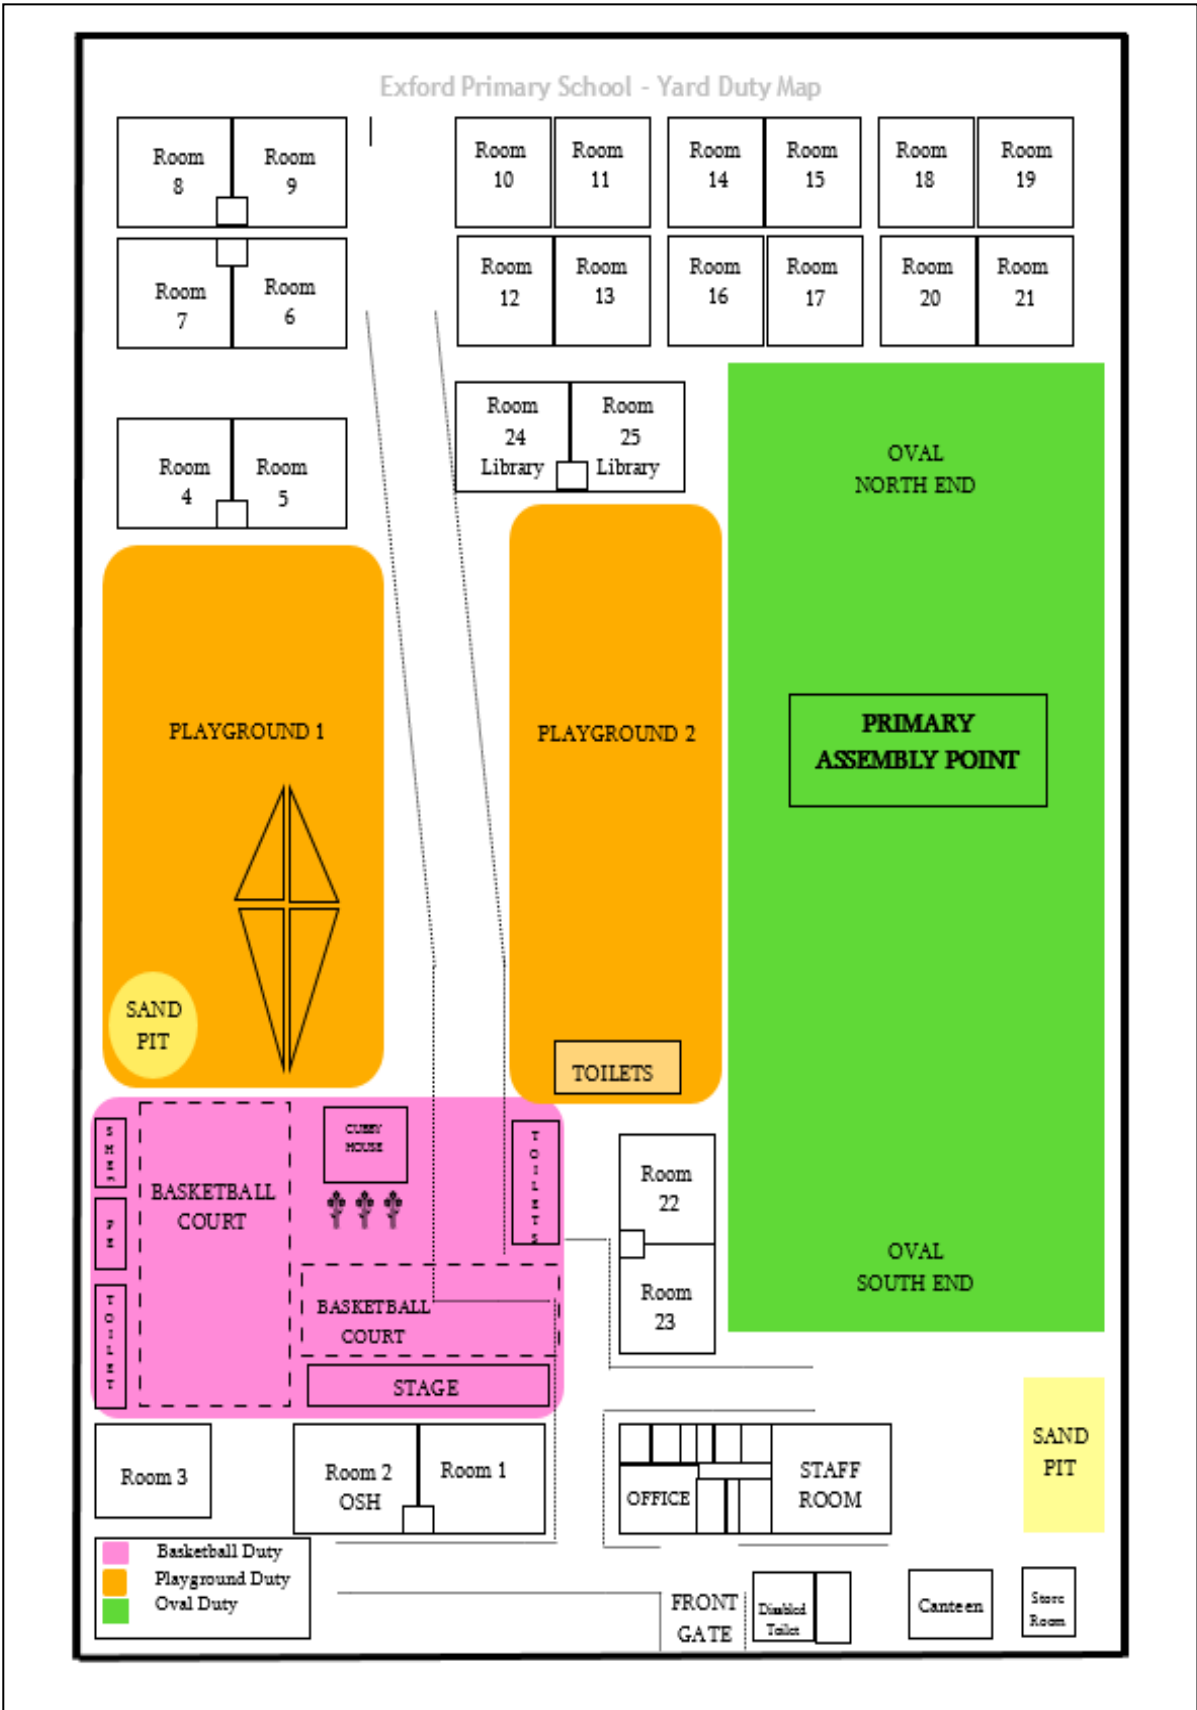 Exford Primary School - Yard Duty Map
Room
8
Room
9
Room
10
Room
11
Room
14
Room
15
Room
18
Room
19
Room
7
Room
6
Room
12
Room
13
Room
16
Room
17
Room
20
Room
21
Room
4
Room
5
Room
24
Library
Room
25
Library
OVAL
NORTH END
PLAYGROUND 1
PLAYGROUND 2
PRIMARY
ASSEMBLY POINT
SAND
PIT
TOILETS
CUBBY
HOUSE
TOILETS
BASKETBALL
COURT
PE
TOILET
Room
22
Room
23
OVAL
SOUTH END
BASKETBALL
COURT
STAGE
Room 3
Room 2
OSH
Room 1
OFFICE
STAFF
ROOM
SAND
PIT
Basketball Duty
Playground Duty
Oval Duty
FRONT
GATE
Disabled
Toilet
Canteen
Store
Room